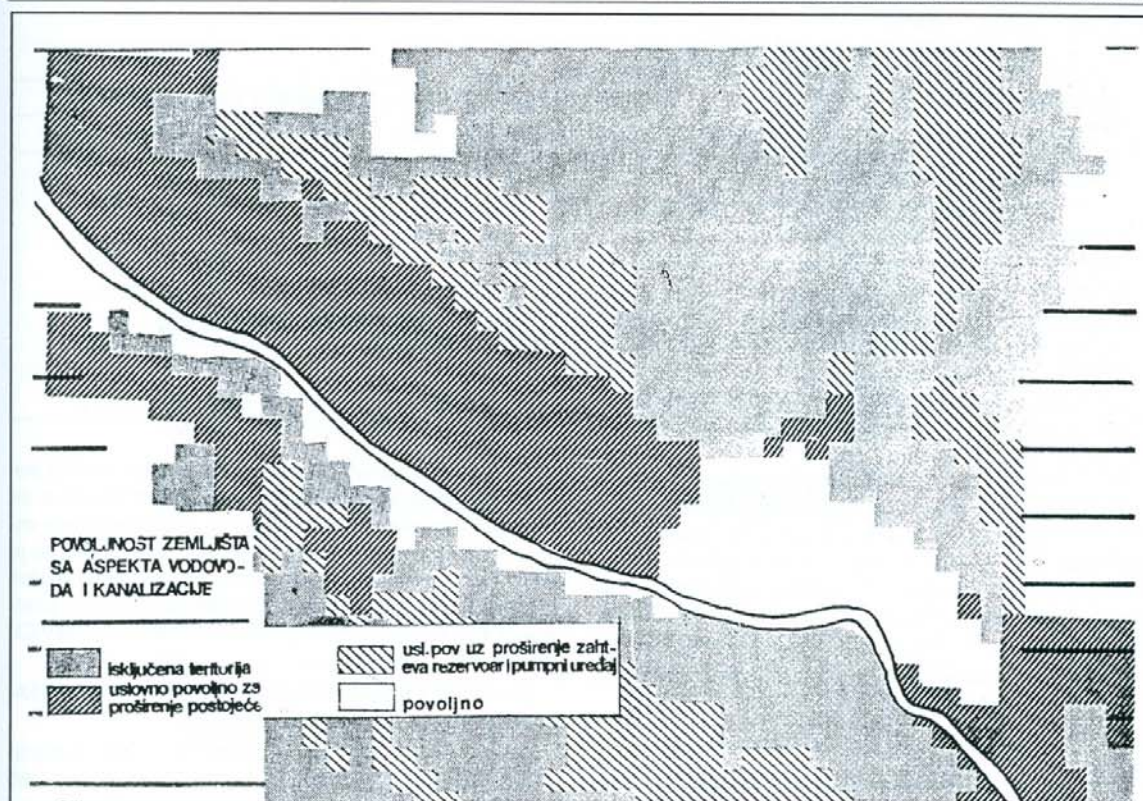 POVOLJNOST ZEMLJIŠTA
SA ASPEKTA VODOVO-
DA I KANALIZACIJE
isključena teritorija
uslovno povoljno za
proširenje postojeće
usl.pov uz proširenje zaht-
eva rezervoar i pumpni uređaj
povoljno